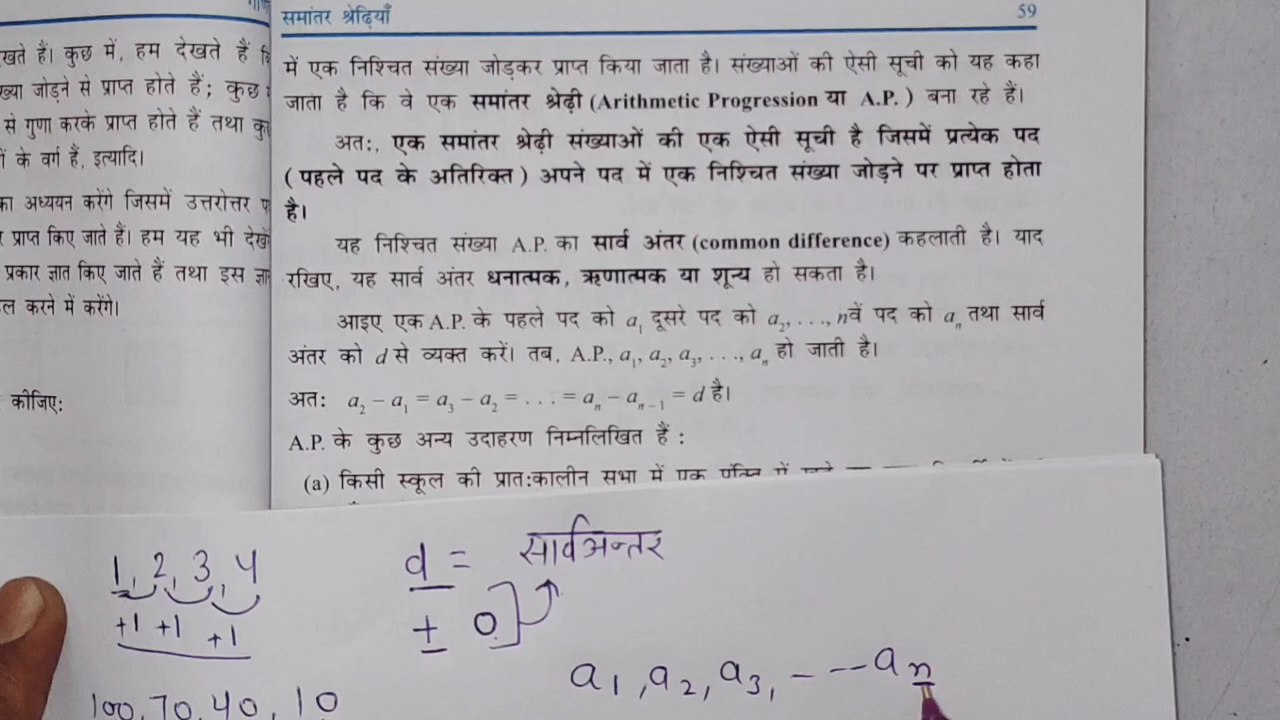 समांतर श्रेढ़ियाँ 59
खते हैं। कुछ में, हम देखते हैं
ख्या जोड़ने से प्राप्त होते हैं; कुछ
से गुणा करके प्राप्त होते हैं तथा कु
ों के वर्ग हैं, इत्यादि।
का अध्ययन करेंगे जिसमें उत्तरोत्तर
प्राप्त किए जाते हैं। हम यह भी देखें
प्रकार ज्ञात किए जाते हैं तथा इस
ल करने में करेंगे।
कीजिए:
में एक निश्चित संख्या जोड़कर प्राप्त किया जाता है। संख्याओं की ऐसी सूची को यह कहा
जाता है कि वे एक समांतर श्रेढ़ी (Arithmetic Progression या A.P. ) बना रहे हैं।
अत:, एक समांतर श्रेढ़ी संख्याओं की एक ऐसी सूची है जिसमें प्रत्येक पद
( पहले पद के अतिरिक्त ) अपने पद में एक निश्चित संख्या जोड़ने पर प्राप्त होता
है।
यह निश्चित संख्या A.P. का सार्व अंतर (common difference) कहलाती है। याद
रखिए, यह सार्व अंतर धनात्मक, ऋणात्मक या शून्य हो सकता है।
आइए एक A.P. के पहले पद को a₁ दूसरे पद को a₂, . . ., nवें पद को aₙ तथा सार्व
अंतर को d से व्यक्त करें। तब, A.P., a₁, a₂, a₃, . . ., aₙ हो जाती है।
अत: a₂ – a₁ = a₃ – a₂ = . . . = aₙ – aₙ₋₁ = d है।
A.P. के कुछ अन्य उदाहरण निम्नलिखित हैं :
(a) किसी स्कूल की प्रात:कालीन सभा में एक पंक्ति में
1, 2, 3, 4
+1 +1 +1
100, 70, 40, 10
d = सार्वअन्तर
± 0
a₁, a₂, a₃, - -- aₙ